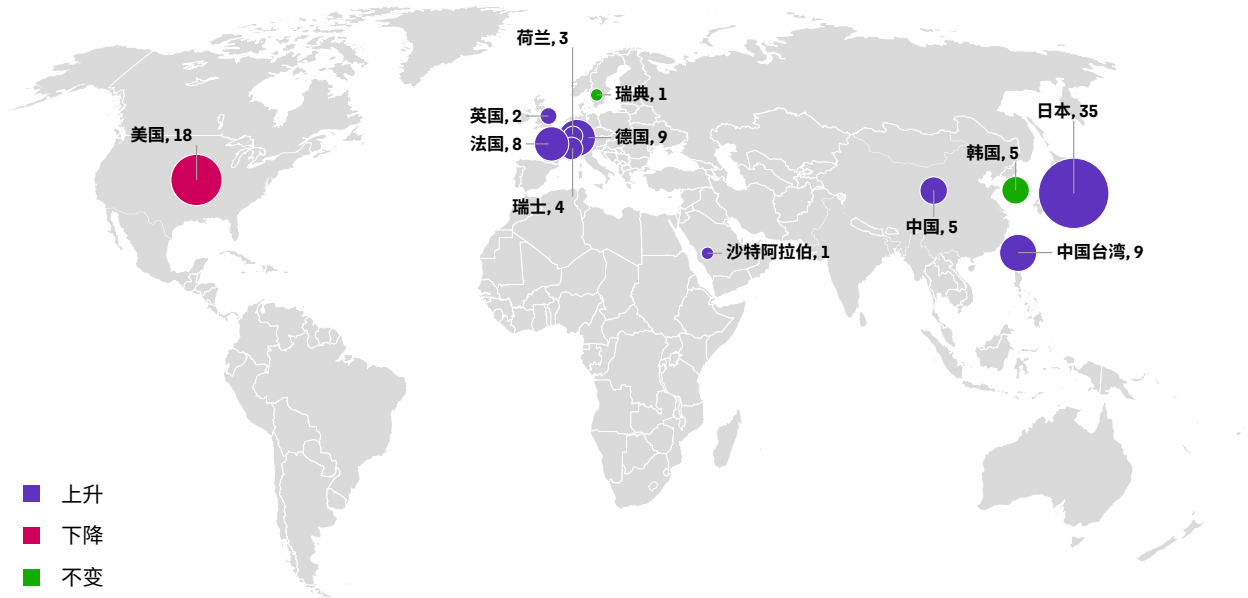 荷兰, 3
瑞典, 1
英国, 2
日本, 35
美国, 18
德国, 9
法国, 8
韩国, 5
瑞士, 4
中国, 5
沙特阿拉伯, 1
中国台湾, 9
上升
下降
不变